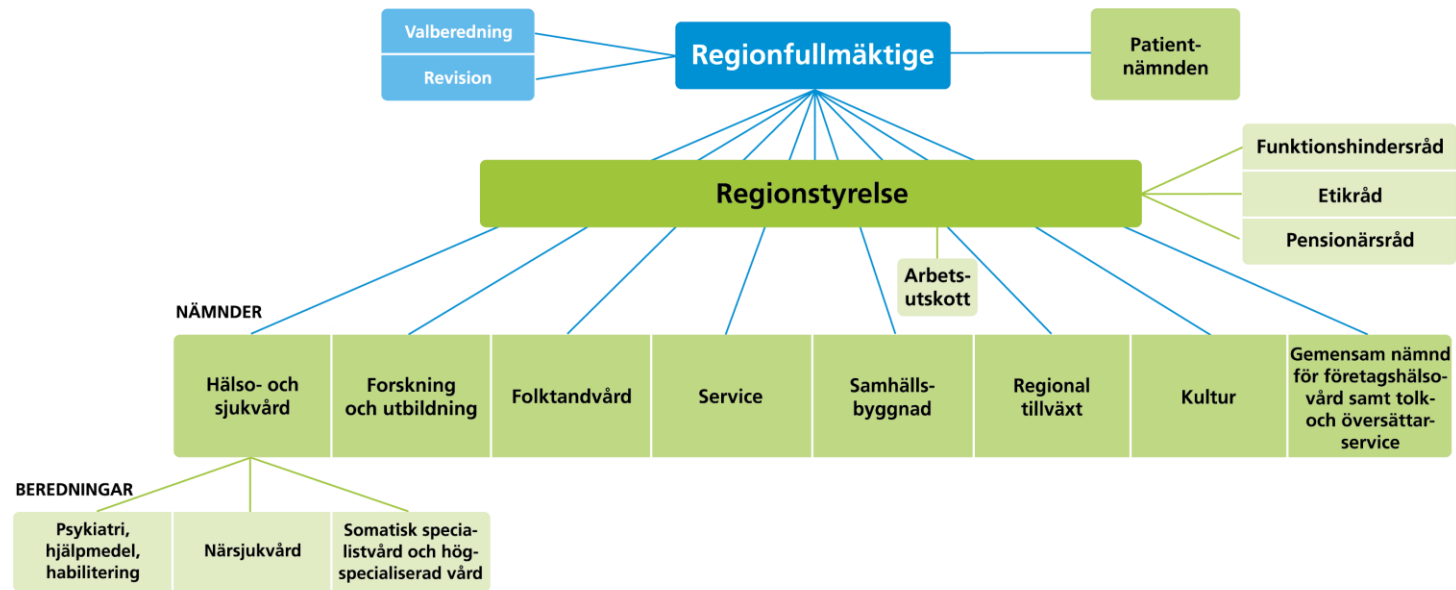 Valberedning
Revision
Regionfullmäktige
Patient-
nämnden
Regionstyrelse
Funktionshindersråd
Etikråd
Pensionärsråd
Arbets-
utskott
NÄMNDER
Hälso- och
sjukvård
Forskning
och utbildning
Folktandvård
Service
Samhälls-
byggnad
Regional
tillväxt
Kultur
Gemensam nämnd
för företagshälso-
vård samt tolk-
och översättar-
service
BEREDNINGAR
Psykiatri,
hjälpmedel,
habilitering
Närsjukvård
Somatisk specia-
listvård och hög-
specialiserad vård